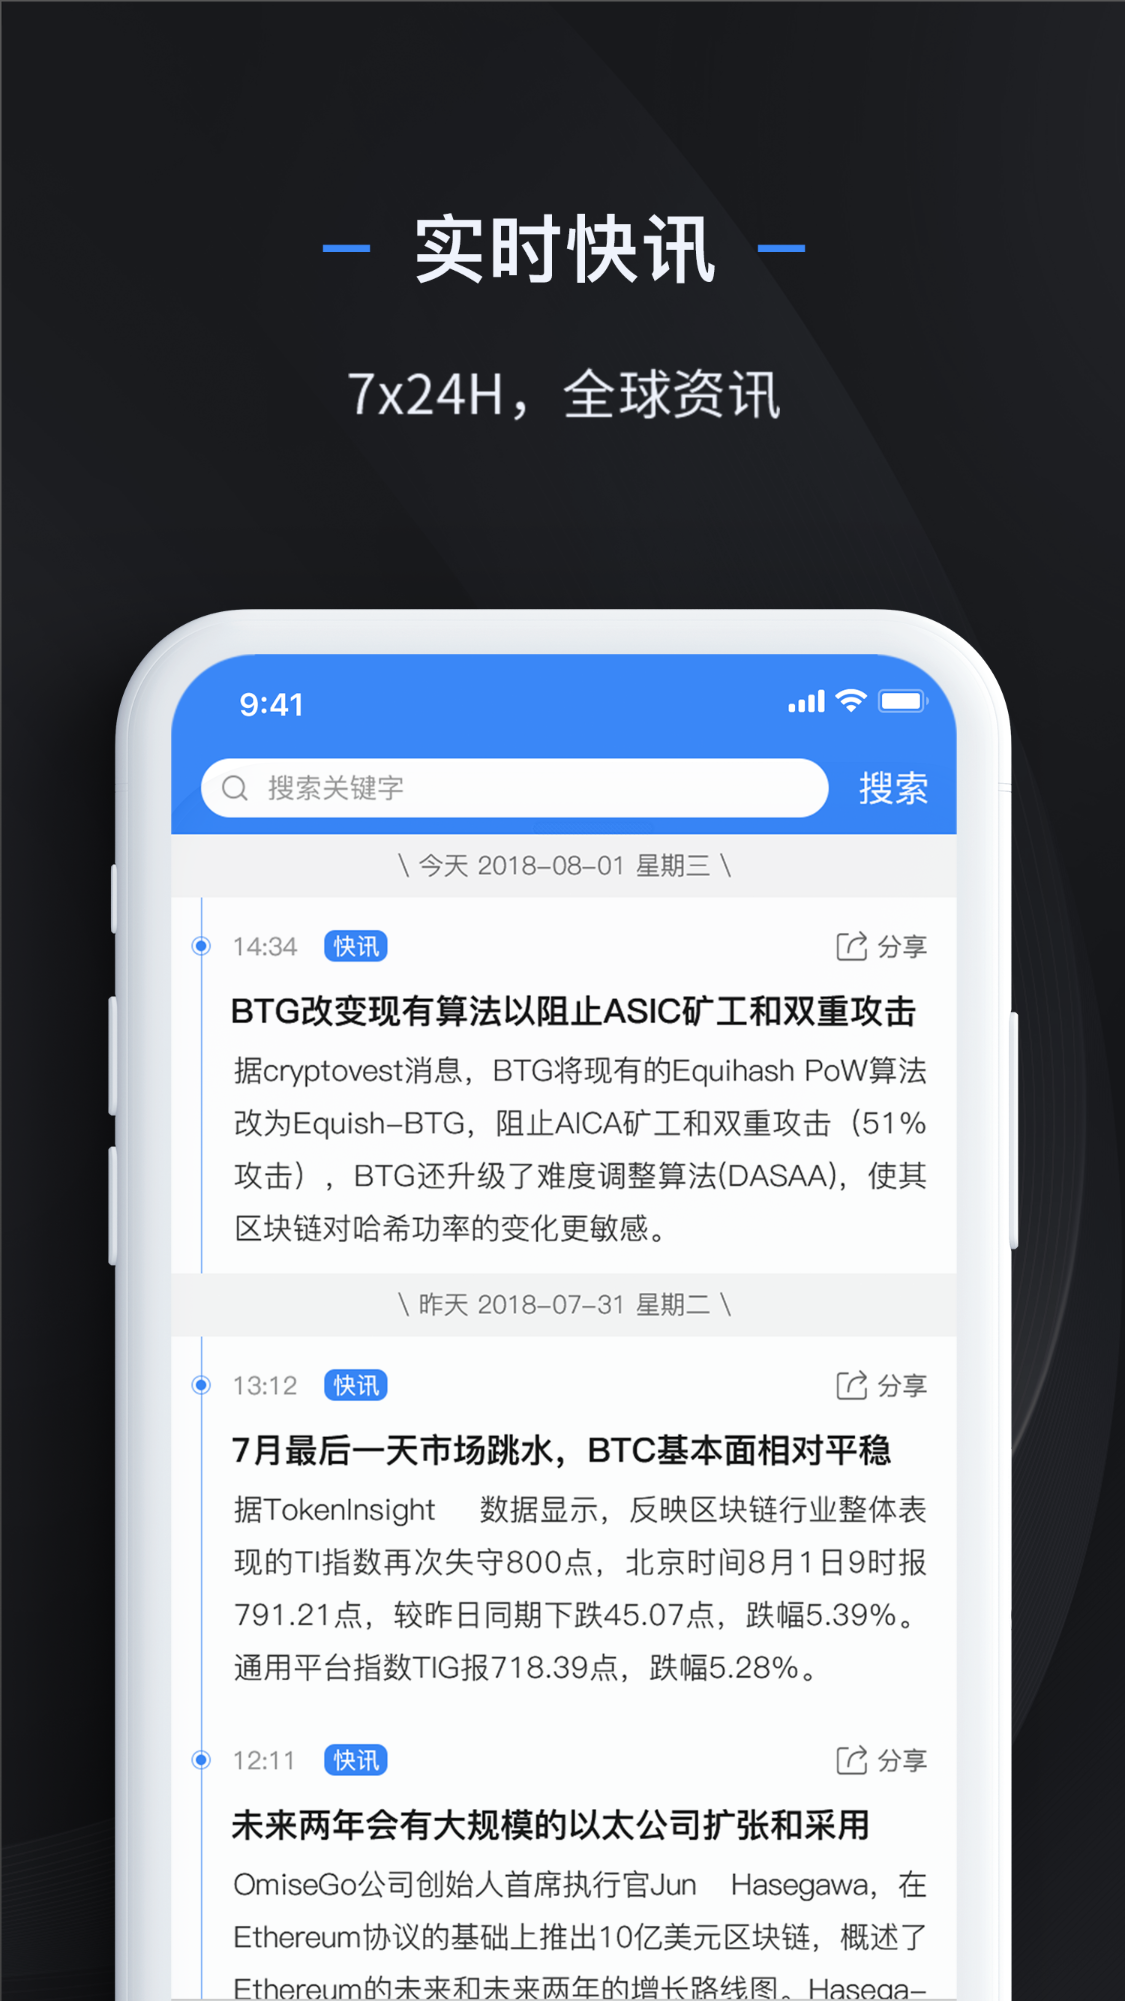 实时快讯
7x24H，全球资讯
9:41
搜索关键字
搜索
\ 今天 2018-08-01 星期三 \
14:34 快讯 分享
BTG改变现有算法以阻止ASIC矿工和双重攻击
据cryptovest消息，BTG将现有的Equihash PoW算法
改为Equish-BTG，阻止AICA矿工和双重攻击（51%
攻击），BTG还升级了难度调整算法(DASAA)，使其
区块链对哈希功率的变化更敏感。
\ 昨天 2018-07-31 星期二 \
13:12 快讯 分享
7月最后一天市场跳水，BTC基本面相对平稳
据TokenInsight 数据显示，反映区块链行业整体表
现的TI指数再次失守800点，北京时间8月1日9时报
791.21点，较昨日同期下跌45.07点，跌幅5.39%。
通用平台指数TIG报718.39点，跌幅5.28%。
12:11 快讯 分享
未来两年会有大规模的以太公司扩张和采用
OmiseGo公司创始人首席执行官Jun Hasegawa，在
Ethereum协议的基础上推出10亿美元区块链，概述了
Ethereum的未来和未来两年的增长路线图。Hasega-